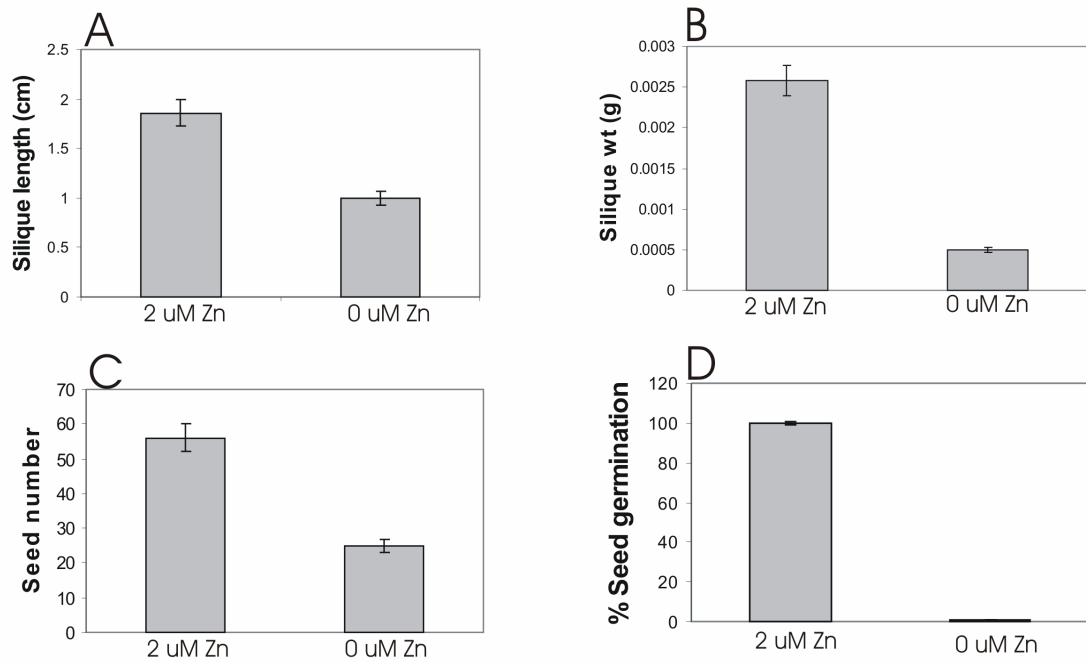 A
Silique length (cm)
2.5
2
1.5
1
0.5
0
2 uM Zn
0 uM Zn
B
Silique wt (g)
0.003
0.0025
0.002
0.0015
0.001
0.0005
0
2 uM Zn
0 uM Zn
C
Seed number
70
60
50
40
30
20
10
0
2 uM Zn
0 uM Zn
D
% Seed germination
120
100
80
60
40
20
0
2 uM Zn
0 uM Zn